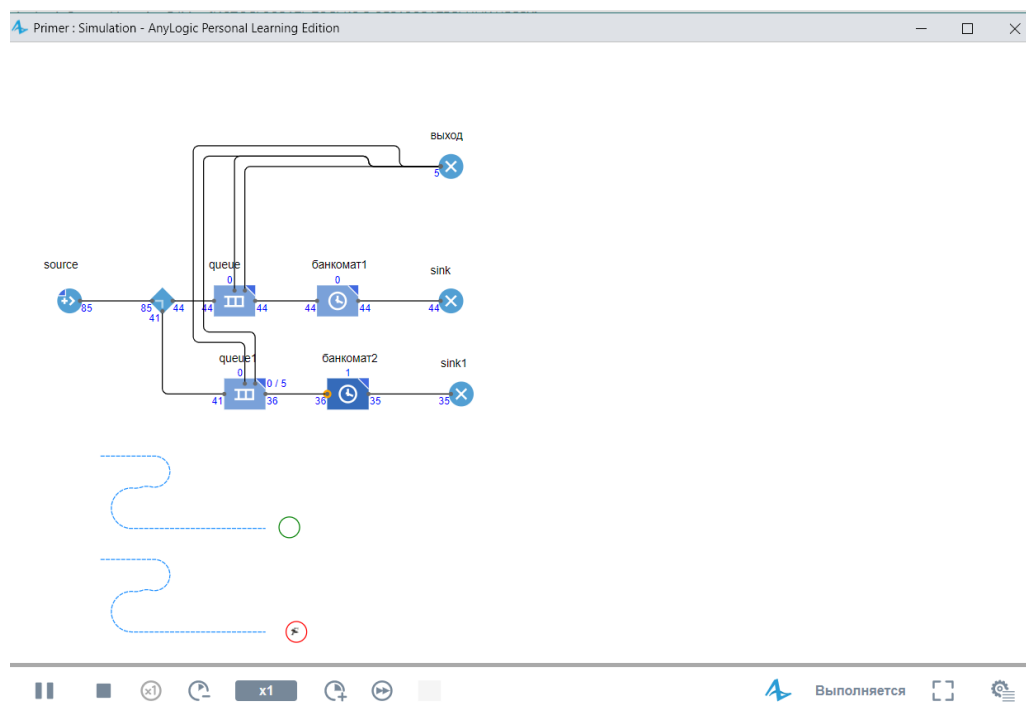 Primer : Simulation - AnyLogic Personal Learning Edition
выход
5
source
queue
банкомат1
sink
0
0
85
85
44
44
44
44
44
44
41
queue1
банкомат2
sink1
0
0 / 5
1
41
36
36
35
35
x1
x1
Выполняется